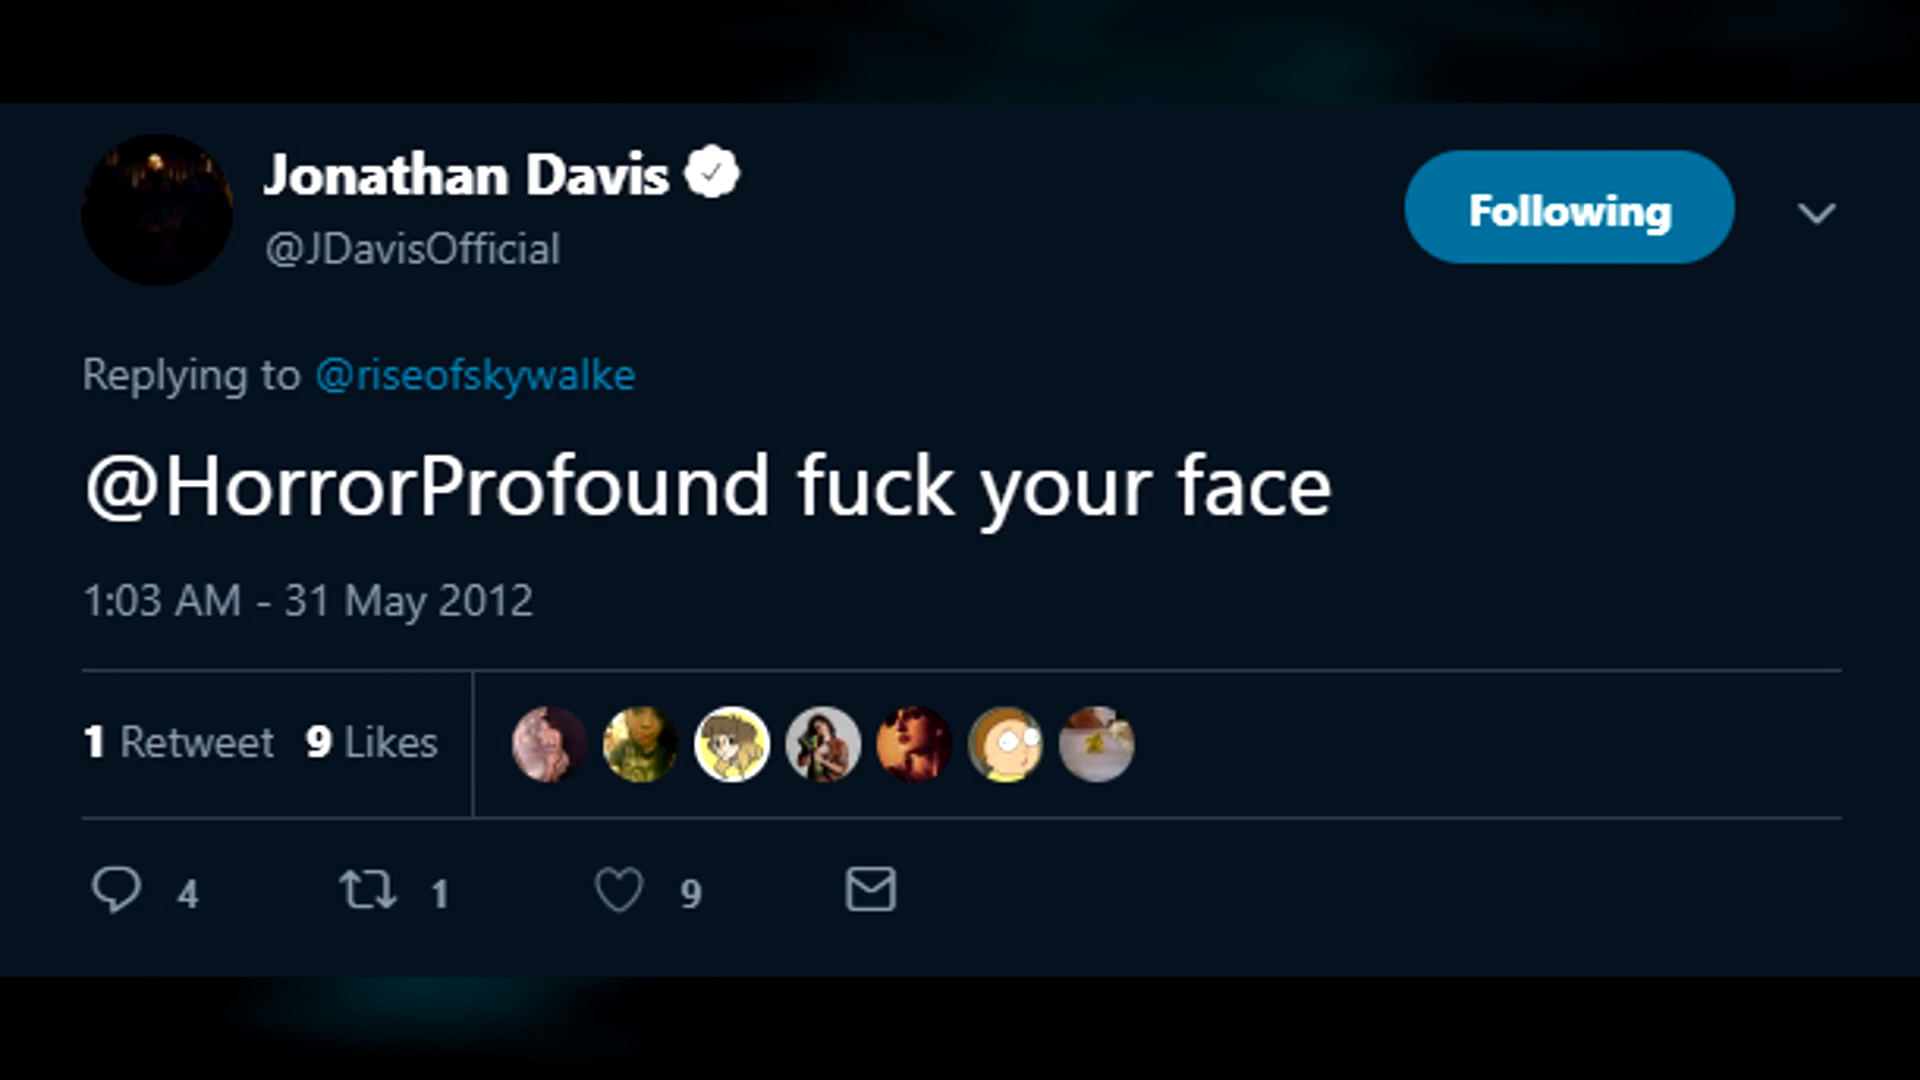 Jonathan Davis
@JDavisOfficial
Following
Replying to @riseofskywalke
@HorrorProfound fuck your face
1:03 AM - 31 May 2012
1 Retweet 9 Likes
4 1 9